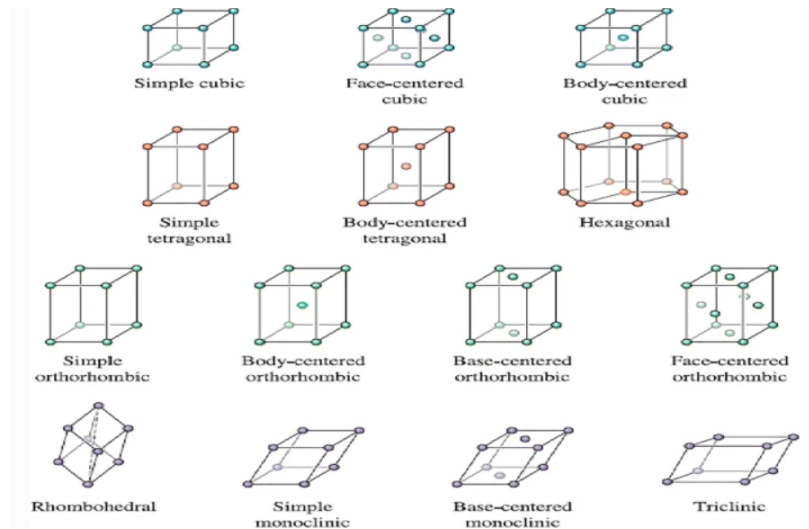 Simple cubic
Face-centered
cubic
Body-centered
cubic
Simple
tetragonal
Body-centered
tetragonal
Hexagonal
Simple
orthorhombic
Body-centered
orthorhombic
Base-centered
orthorhombic
Face-centered
orthorhombic
Rhombohedral
Simple
monoclinic
Base-centered
monoclinic
Triclinic